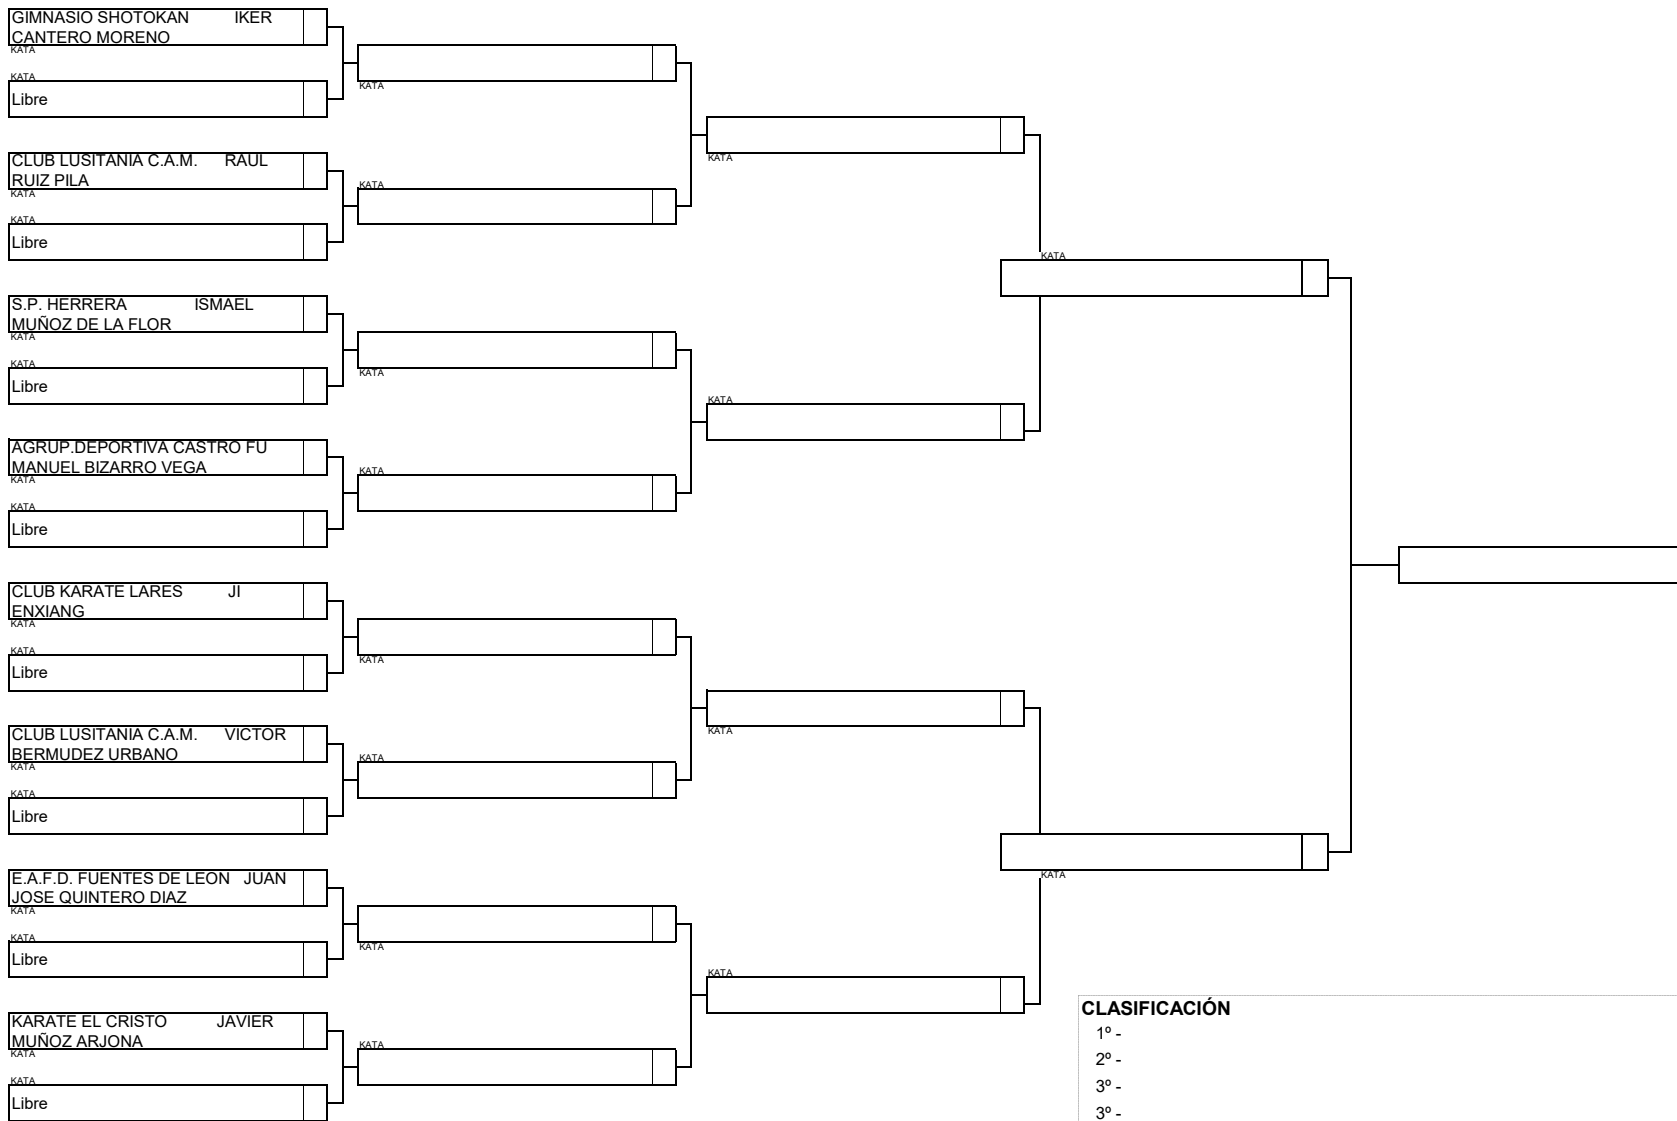 GIMNASIO SHOTOKAN IKER
CANTERO MORENO
KATA
KATA
Libre
KATA
CLUB LUSITANIA C.A.M. RAUL
RUIZ PILA
KATA
KATA
Libre
KATA
KATA
S.P. HERRERA ISMAEL
MUÑOZ DE LA FLOR
KATA
KATA
Libre
KATA
AGRUP.DEPORTIVA CASTRO FU
MANUEL BIZARRO VEGA
KATA
KATA
Libre
KATA
KATA
KATA
CLUB KARATE LARES JI
ENXIANG
KATA
KATA
Libre
KATA
CLUB LUSITANIA C.A.M. VICTOR
BERMUDEZ URBANO
KATA
KATA
Libre
KATA
KATA
E.A.F.D. FUENTES DE LEON JUAN
JOSE QUINTERO DIAZ
KATA
KATA
Libre
KATA
KARATE EL CRISTO JAVIER
MUÑOZ ARJONA
KATA
KATA
Libre
KATA
KATA
KATA
CLASIFICACIÓN
1º -
2º -
3º -
3º -